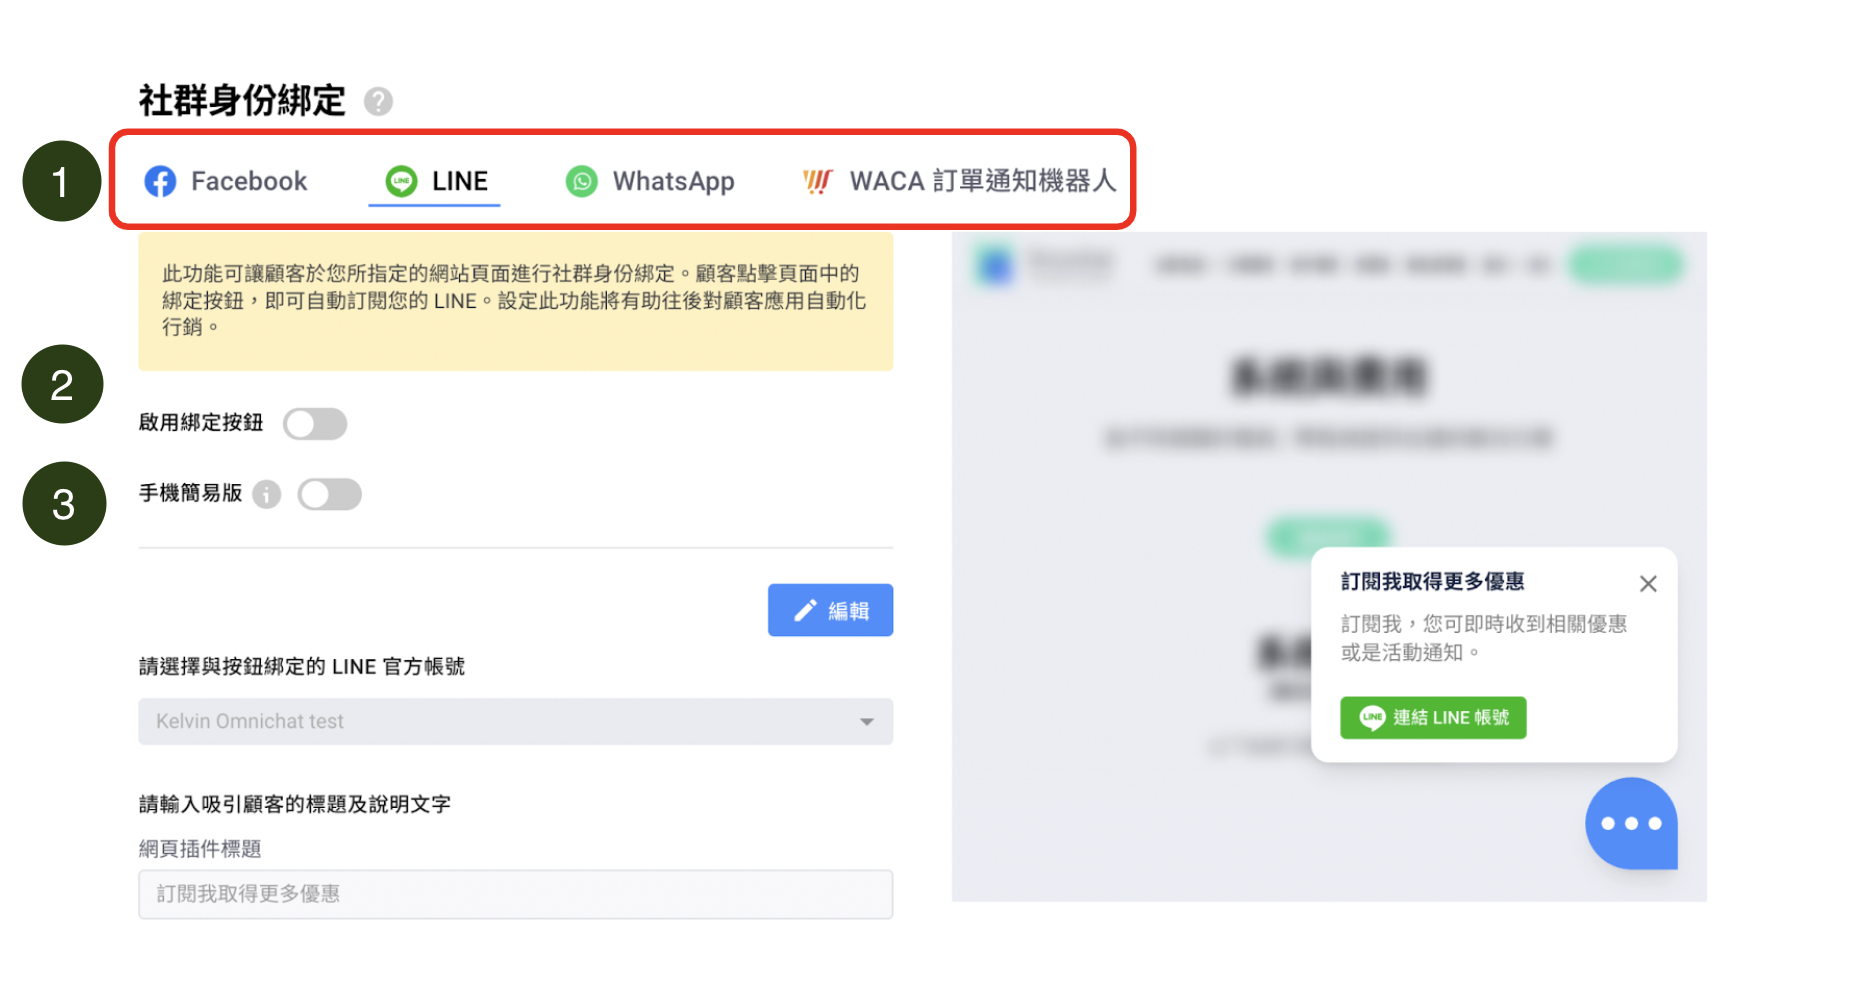 社群身份綁定 ?
1
Facebook
LINE
WhatsApp
WACA 訂單通知機器人
此功能可讓顧客於您所指定的網站頁面進行社群身份綁定。顧客點擊頁面中的
綁定按鈕,即可自動訂閱您的 LINE。設定此功能將有助往後對顧客應用自動化
行銷。
2
啟用綁定按鈕
3
手機簡易版 i
編輯
請選擇與按鈕綁定的 LINE 官方帳號
Kelvin Omnichat test
請輸入吸引顧客的標題及說明文字
網頁插件標題
訂閱我取得更多優惠
系統與費用
訂閱我取得更多優惠
訂閱我,您可即時收到相關優惠
或是活動通知。
LINE 連結 LINE 帳號